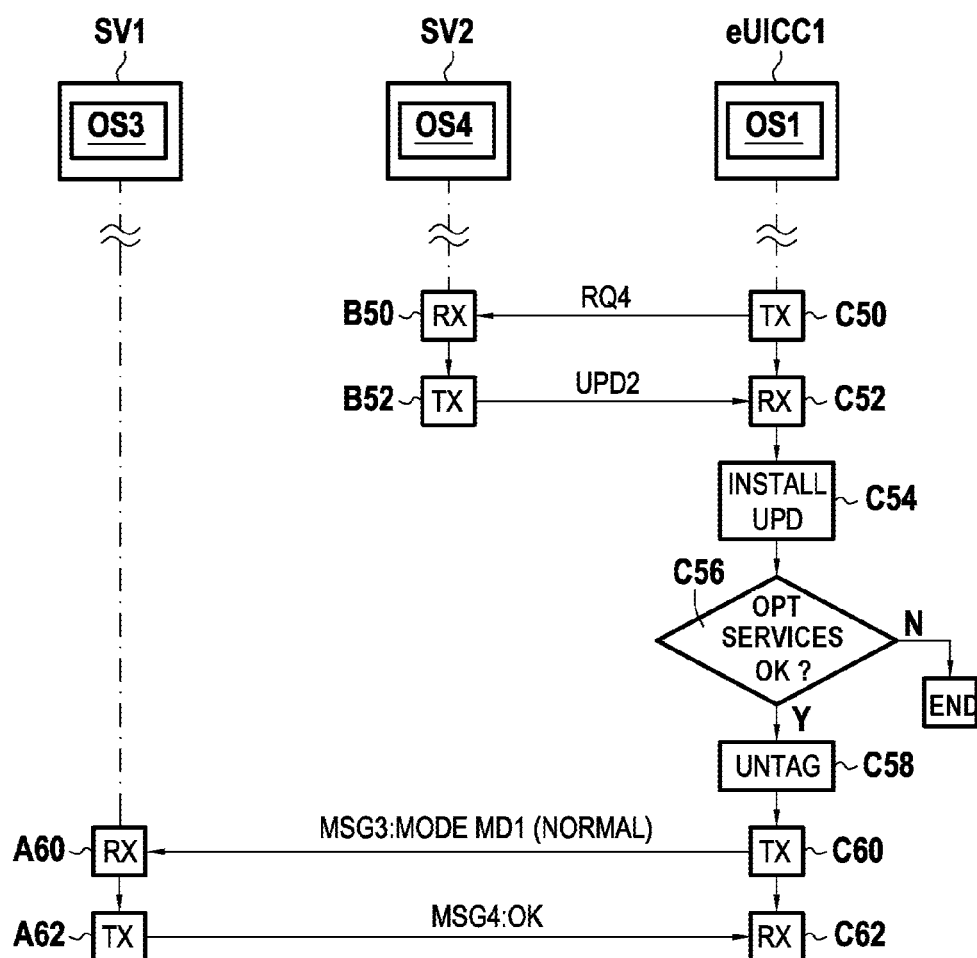 SV1 SV2 eUICC1
OS3 OS4 OS1
RQ4
B50 RX TX C50
UPD2
B52 TX RX C52
INSTALL
UPD
C54
C56
OPT
SERVICES
OK ?
N
END
Y
UNTAG C58
MSG3:MODE MD1 (NORMAL)
A60 RX TX C60
MSG4:OK
A62 TX RX C62